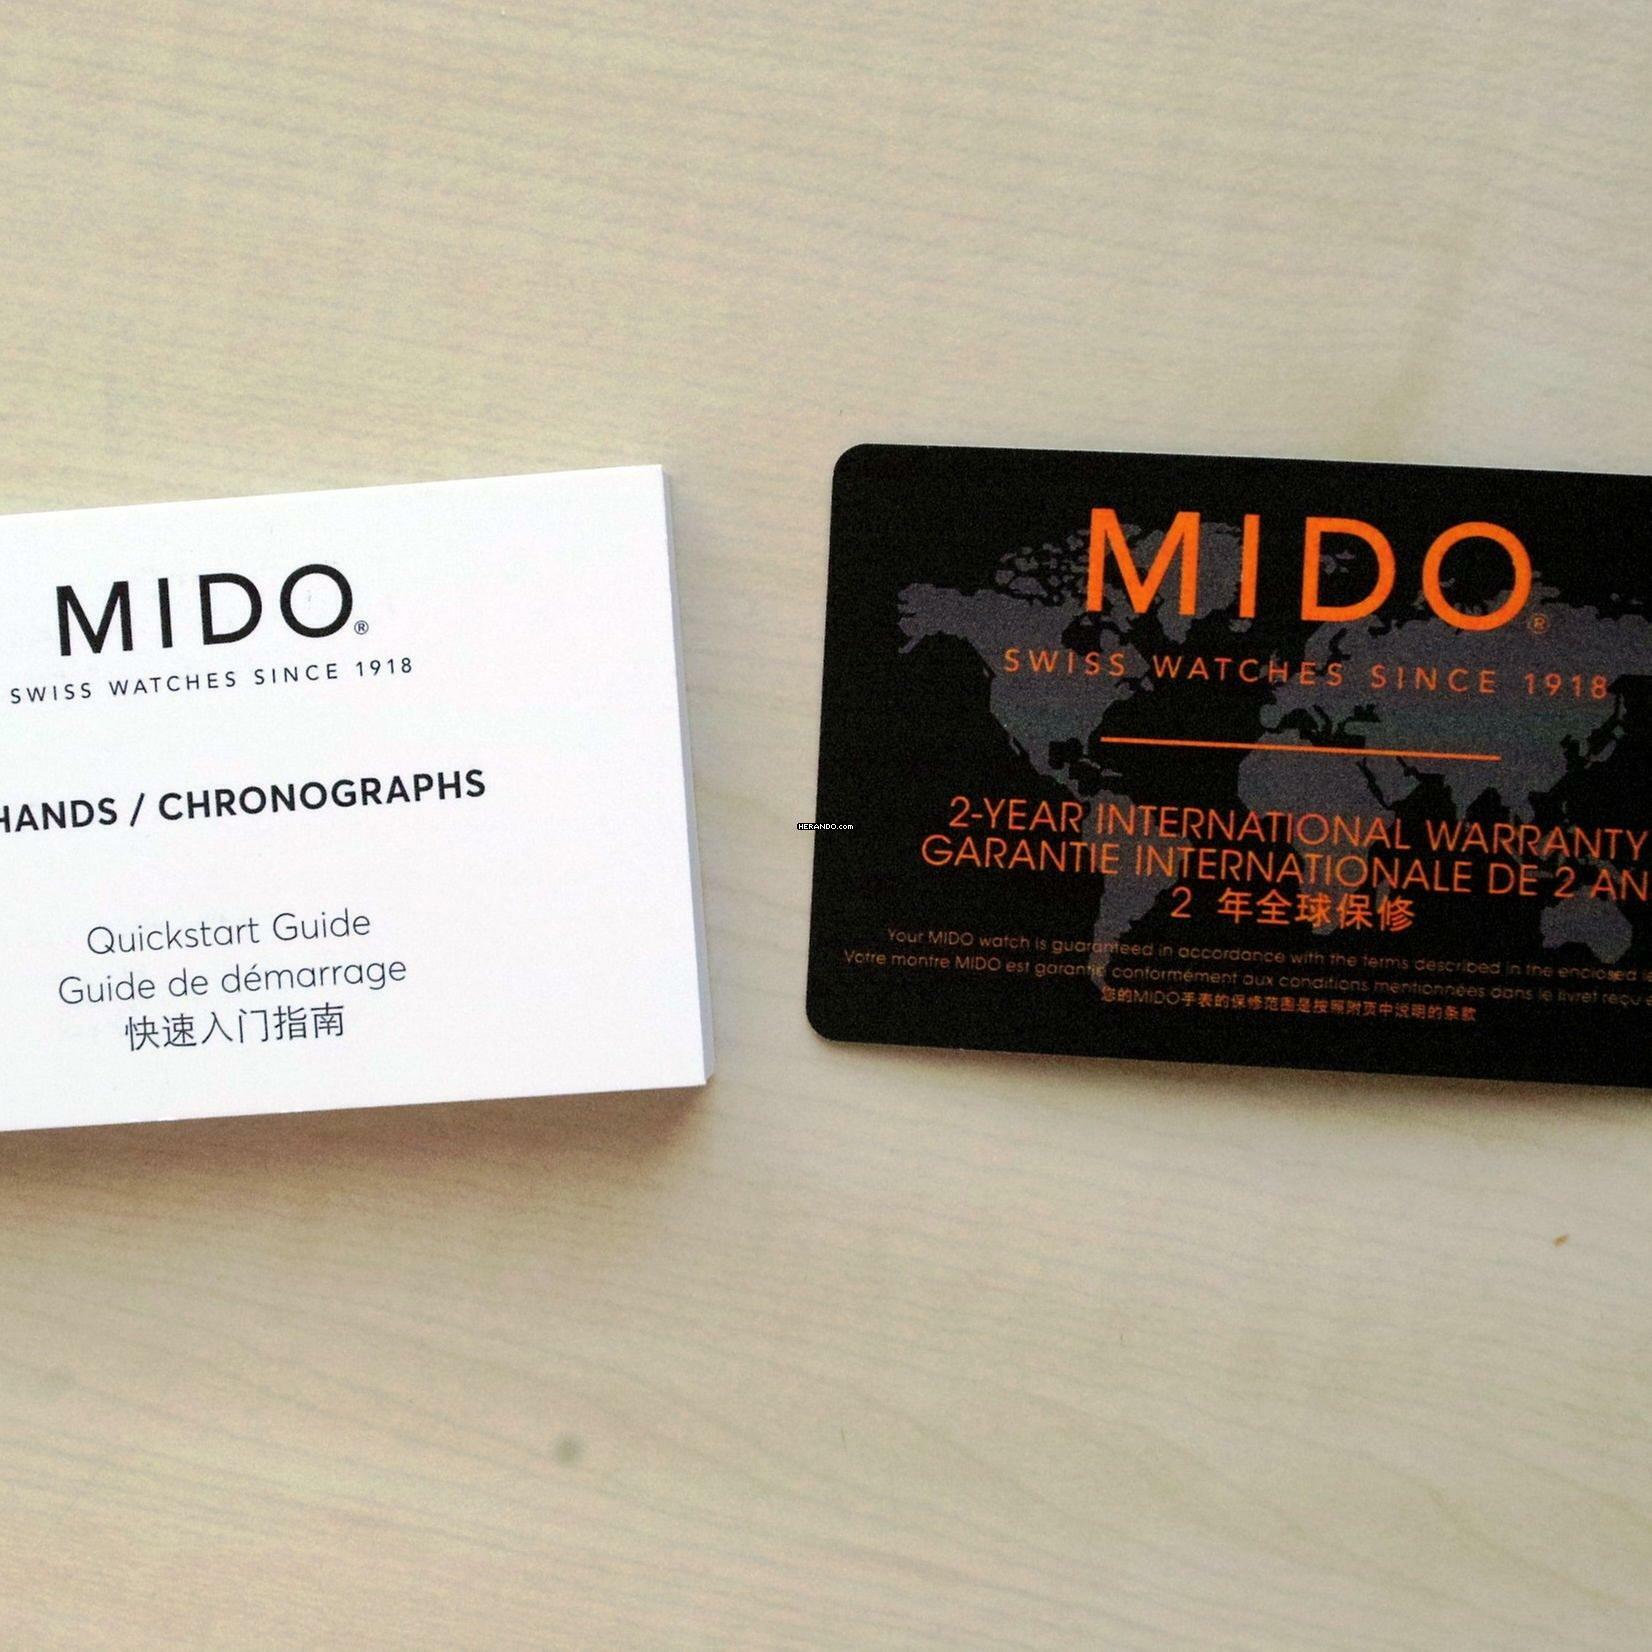 MIDO®
SWISS WATCHES SINCE 1918
HANDS / CHRONOGRAPHS
Quickstart Guide
Guide de démarrage
快速入门指南
HERANDO.com
MIDO®
SWISS WATCHES SINCE 1918
2-YEAR INTERNATIONAL WARRANTY
GARANTIE INTERNATIONALE DE 2 AN
2 年全球保修
Your MIDO watch is guaranteed in accordance with the terms described in the enclosed
Votre montre MIDO est garantie conformément aux conditions mentionnées dans le livret reçu
您的MIDO手表的保修范围是按照附页中说明的条款